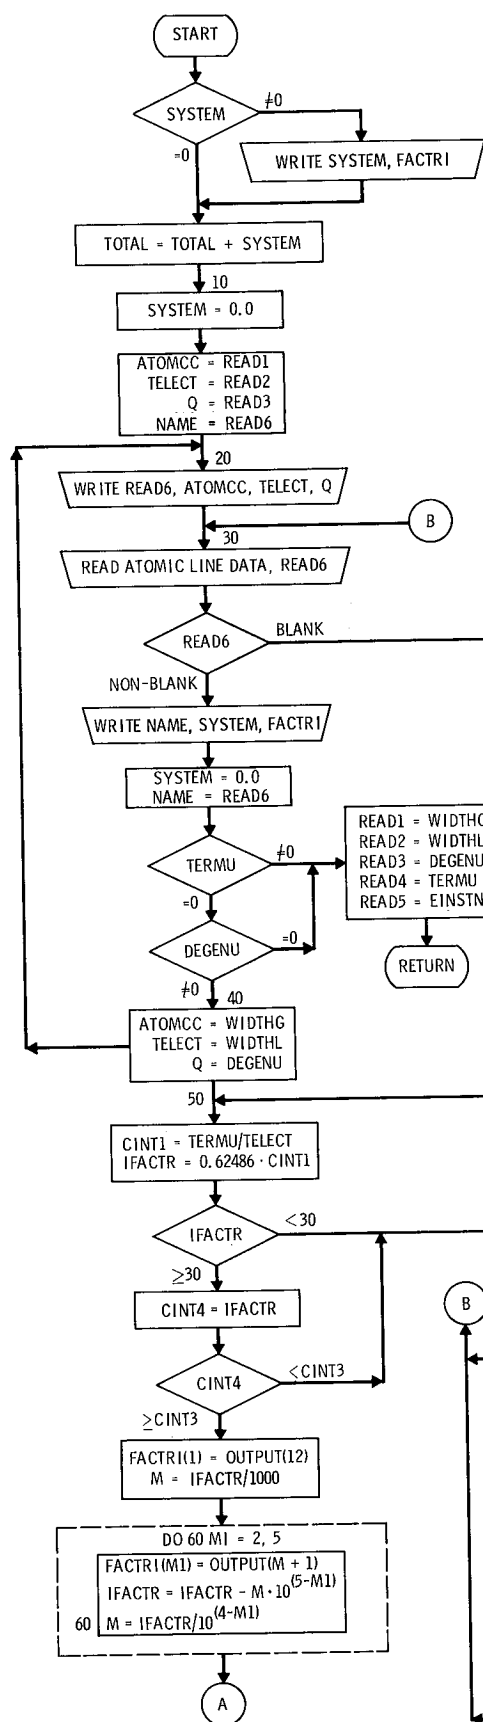 START
SYSTEM
≠0
=0
WRITE SYSTEM, FACTRI
TOTAL = TOTAL + SYSTEM
10
SYSTEM = 0.0
ATOMCC = READ1
TELECT = READ2
Q = READ3
NAME = READ6
20
WRITE READ6, ATOMCC, TELECT, Q
B
30
READ ATOMIC LINE DATA, READ6
READ6
BLANK
NON-BLANK
WRITE NAME, SYSTEM, FACTRI
SYSTEM = 0.0
NAME = READ6
TERMU
≠0
=0
READ1 = WIDTHG
READ2 = WIDTHL
READ3 = DEGENU
READ4 = TERMU
READ5 = EINSTN
DEGENU
=0
RETURN
≠0
40
ATOMCC = WIDTHG
TELECT = WIDTHL
Q = DEGENU
50
CINT1 = TERMU/TELECT
IFACTR = 0.62486 · CINT1
IFACTR
<30
≥30
CINT4 = IFACTR
B
CINT4
<CINT3
≥CINT3
FACTRI(1) = OUTPUT(12)
M = IFACTR/1000
DO 60 MI = 2, 5
FACTRI(M1) = OUTPUT(M + 1)
IFACTR = IFACTR - M · 10(5-M1)
60 M = IFACTR/10(4-M1)
A